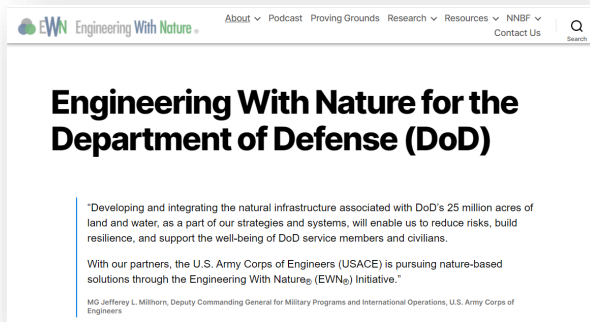 EWN Engineering With Nature®
About Podcast Proving Grounds Research Resources NNBF
Contact Us
Search
Engineering With Nature for the
Department of Defense (DoD)
“Developing and integrating the natural infrastructure associated with DoD’s 25 million acres of
land and water, as a part of our strategies and systems, will enable us to reduce risks, build
resilience, and support the well-being of DoD service members and civilians.
With our partners, the U.S. Army Corps of Engineers (USACE) is pursuing nature-based
solutions through the Engineering With Nature® (EWN®) Initiative.”
MG Jefferey L. Millhorn, Deputy Commanding General for Military Programs and International Operations, U.S. Army Corps of
Engineers